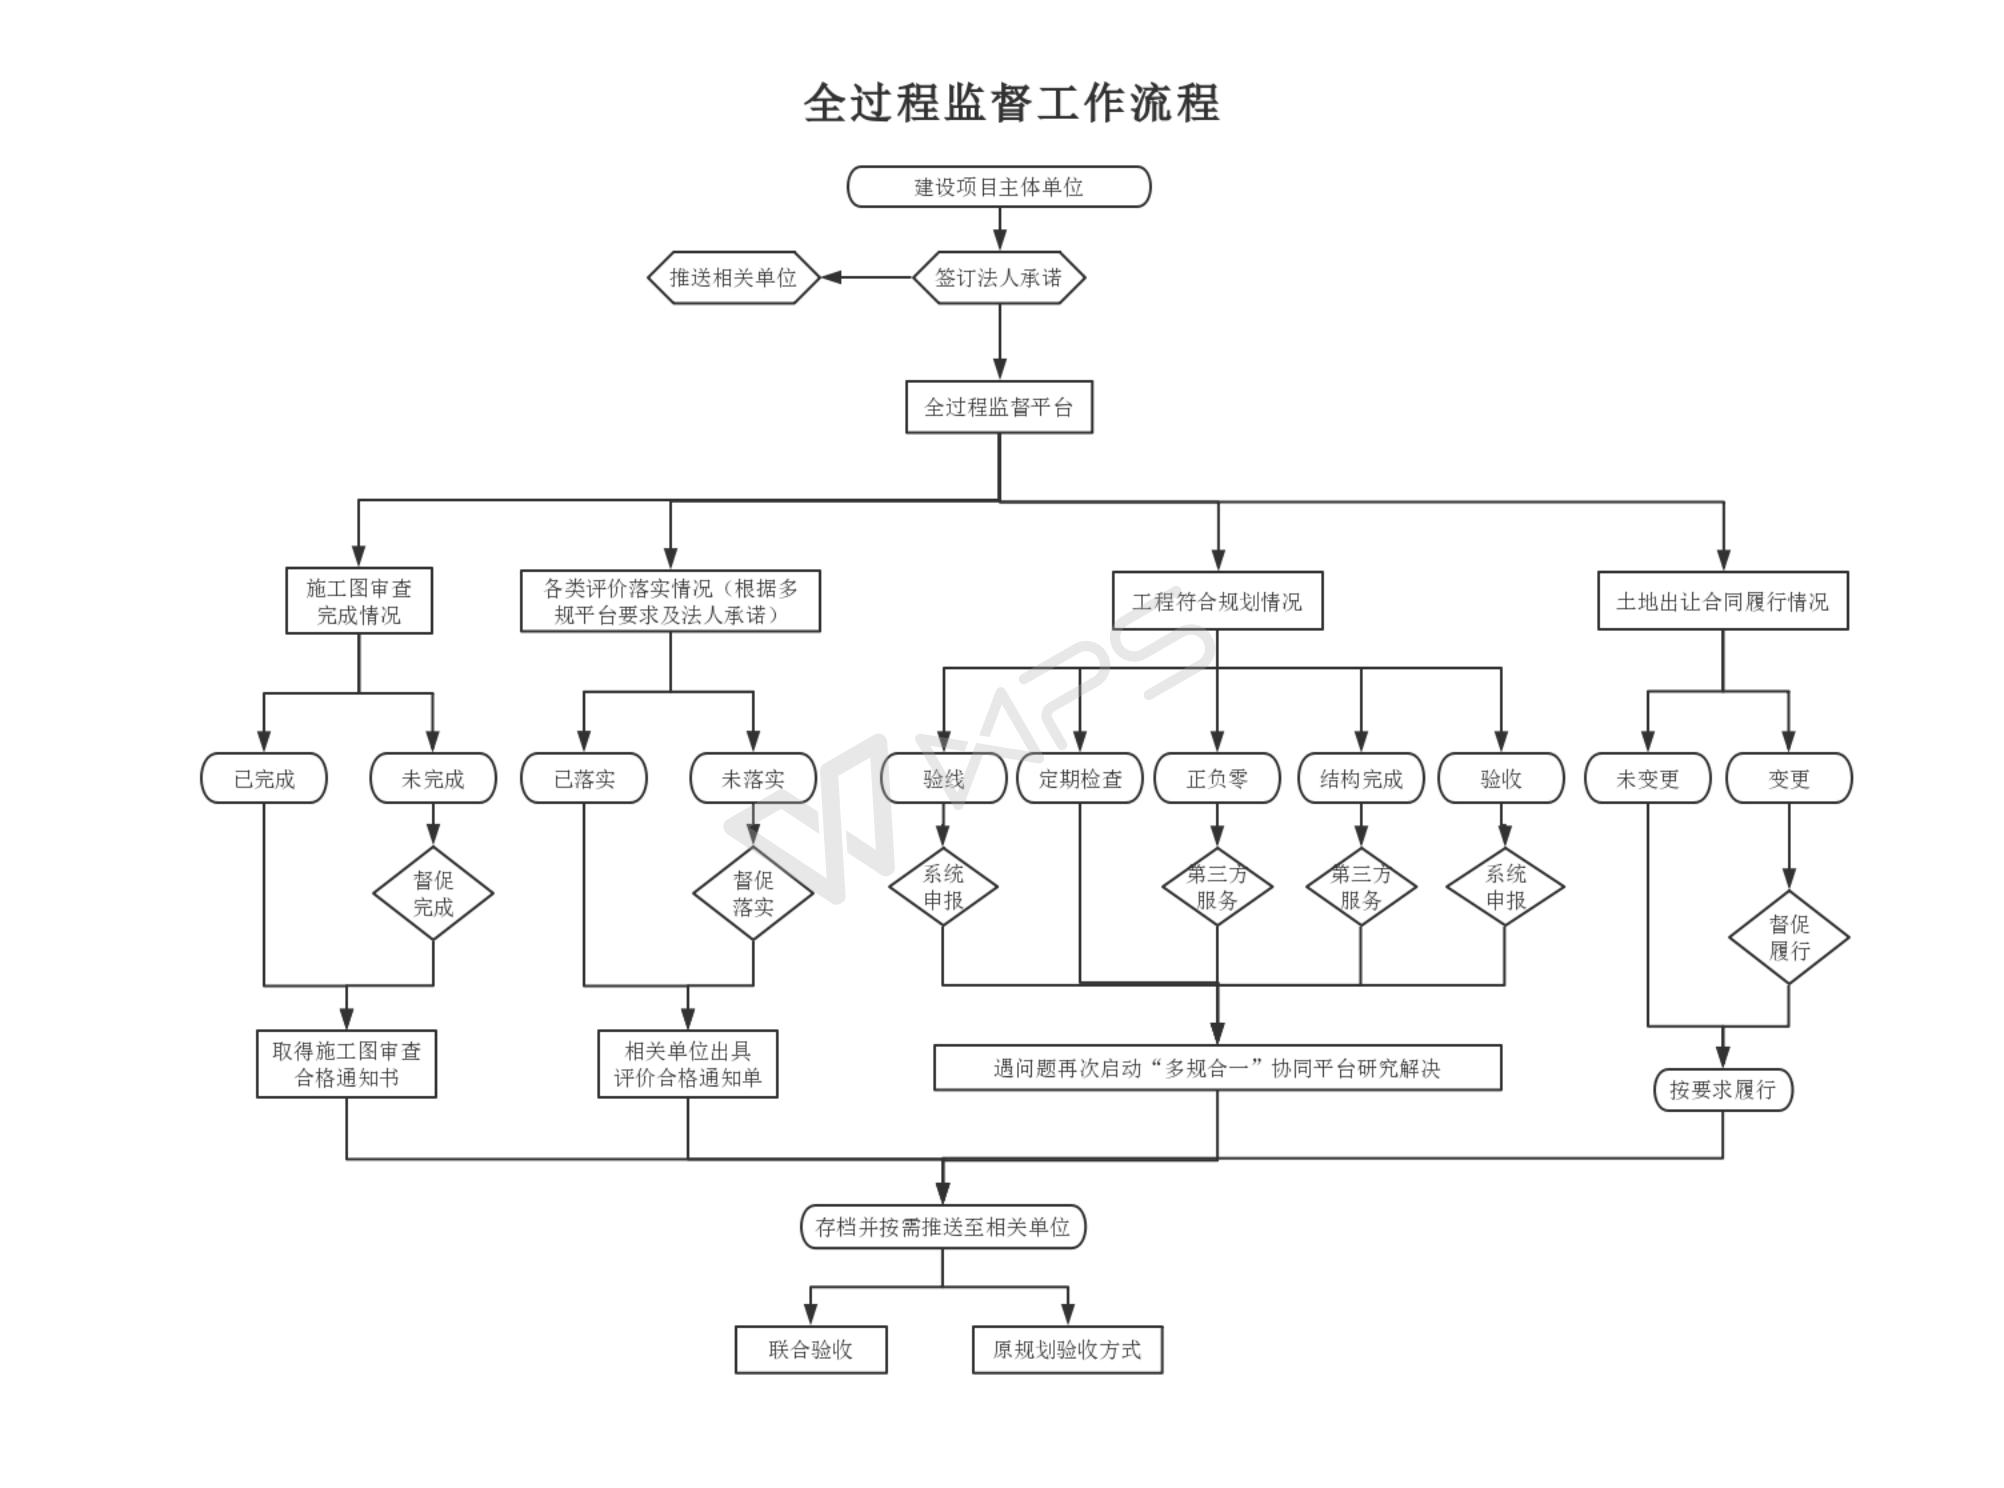 全过程监督工作流程
建设项目主体单位
推送相关单位
签订法人承诺
全过程监督平台
施工图审查
完成情况
各类评价落实情况（根据多
规平台要求及法人承诺）
工程符合规划情况
土地出让合同履行情况
已完成
未完成
已落实
未落实
验线
定期检查
正负零
结构完成
验收
未变更
变更
督促
完成
督促
落实
系统
申报
第三方
服务
第三方
服务
系统
申报
督促
履行
取得施工图审查
合格通知书
相关单位出具
评价合格通知单
遇问题再次启动“多规合一”协同平台研究解决
按要求履行
存档并按需推送至相关单位
联合验收
原规划验收方式
WPS